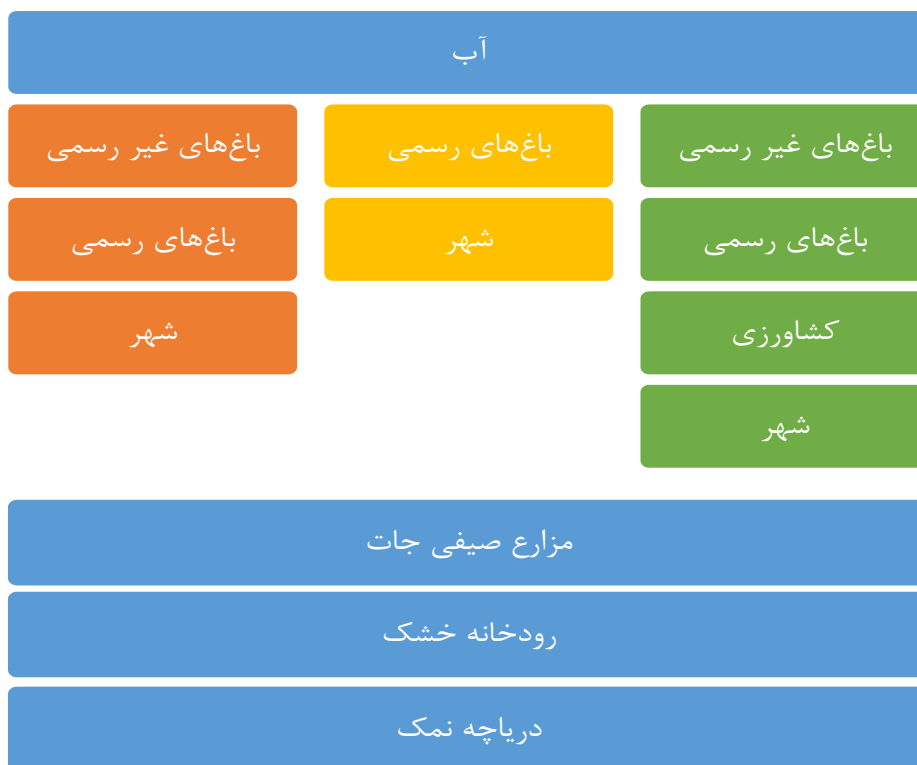 آب
باغ‌های غیر رسمی
باغ‌های رسمی
باغ‌های غیر رسمی
باغ‌های رسمی
شهر
باغ‌های رسمی
کشاورزی
شهر
شهر
شهر
مزارع صیفی جات
رودخانه خشک
دریاچه نمک